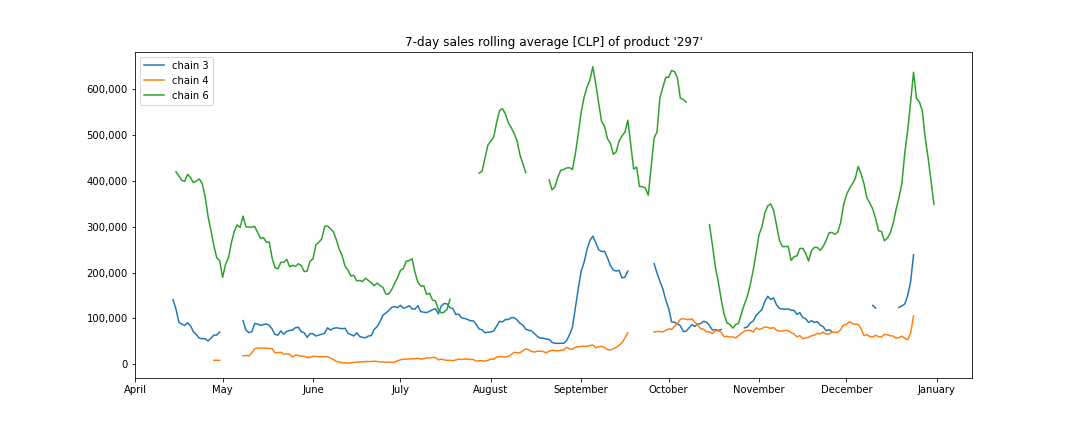 7-day sales rolling average [CLP] of product '297'
chain 3
chain 4
chain 6
600,000
500,000
400,000
300,000
200,000
100,000
0
April May June July August September October November December January